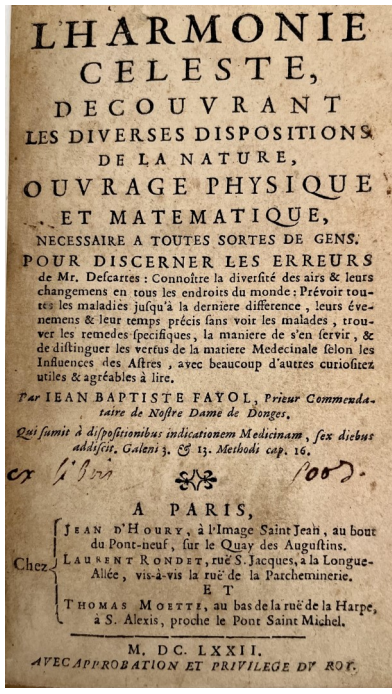 L'HARMONIE
CELESTE,
DECOUVRANT
LES DIVERSES DISPOSITIONS
DE LA NATURE,
OUVRAGE PHYSIQUE
ET MATEMATIQUE,
NECESSAIRE A TOUTES SORTES DE GENS.
POUR DISCERNER LES ERREURS
de Mr. Descartes : Connoître la diversité des airs & leurs
changemens en tous les endroits du monde ; Prévoir tou-
tes les maladies jusqu'à la derniere difference , leurs éve-
nemens & leur temps précis sans voir les malades , trou-
ver les remedes specifiques, la maniere de s'en servir, &
de distinguer les vertus de la matiere Medecinale selon les
Influences des Astres , avec beaucoup d'autres curiositez
utiles & agréables à lire.
Par IEAN BAPTISTE FAYOL, Prieur Commenda-
taire de Nostre Dame de Donges.
Qui sumit à dispositionibus indicationem Medicinam , sex diebus
addiscit. Galeni 3. & 13. Methodi cap. 16.
ex
A PARIS,
JEAN D'HOURY, à l'Image Saint Jean, au bout
du Pont-neuf, sur le Quay des Augustins.
Chez LAURENT RONDET, ruë S. Jacques, à la Longue-
Allée, vis-à-vis la ruë de la Parcheminerie.
ET
THOMAS MOETTE, au bas de la ruë de la Harpe,
à S. Alexis, proche le Pont Saint Michel.
M. DC. LXXII.
AVEC APPROBATION ET PRIVILEGE DV ROY.